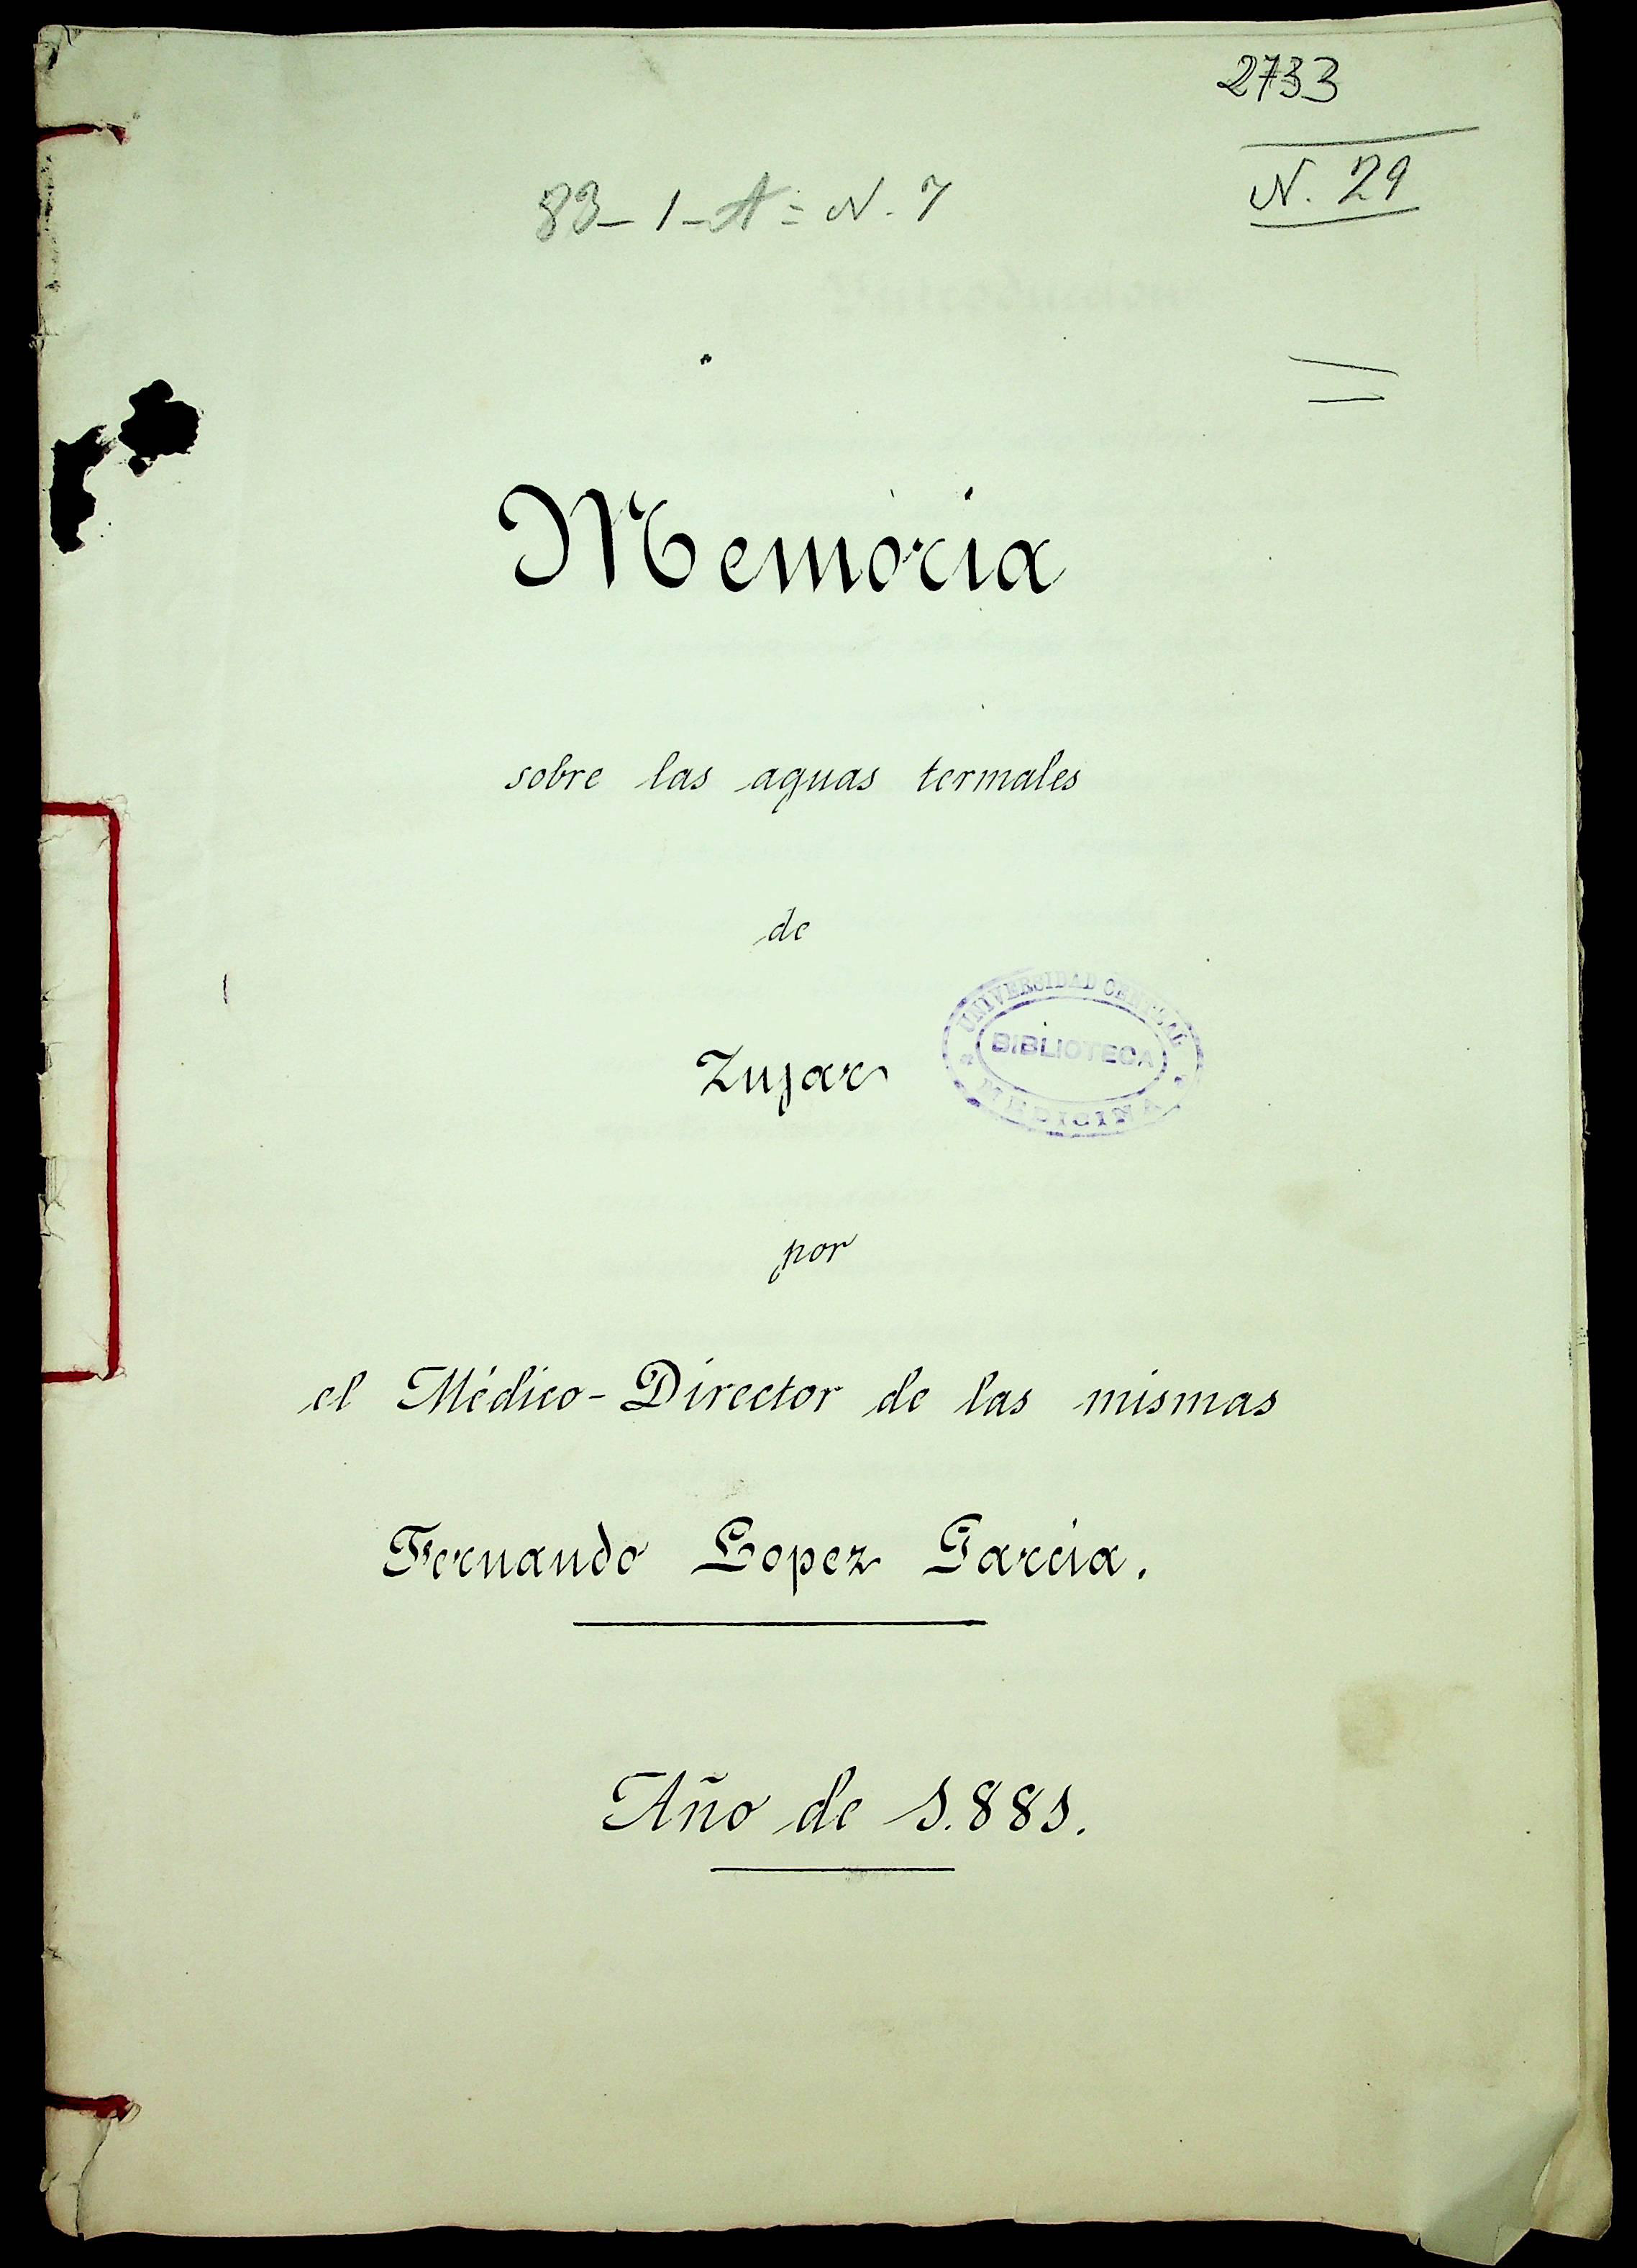 2733
N. 29
83-1-A=N.7
Memoria
sobre las aguas termales
de
Zujar
UNIVERSIDAD CENTRAL
BIBLIOTECA
MEDICINA
por
el Médico-Director de las mismas
Fernando Lopez Garcia.
Año de 1.881.